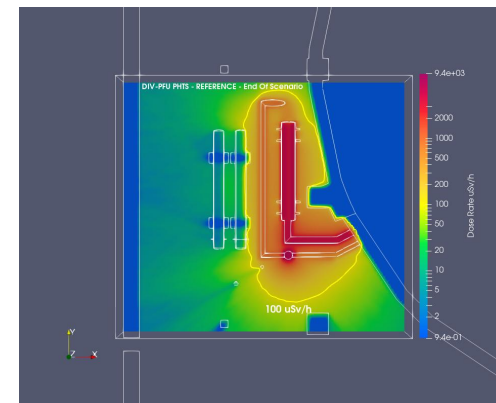 DIV-PFU PHTS - REFERENCE - End Of Scenario
9.4e+03
2000
1000
500
200
100
50
20
10
5
2
9.4e-01
Dose Rate uSv/h
100 uSv/h
Y
Z
X